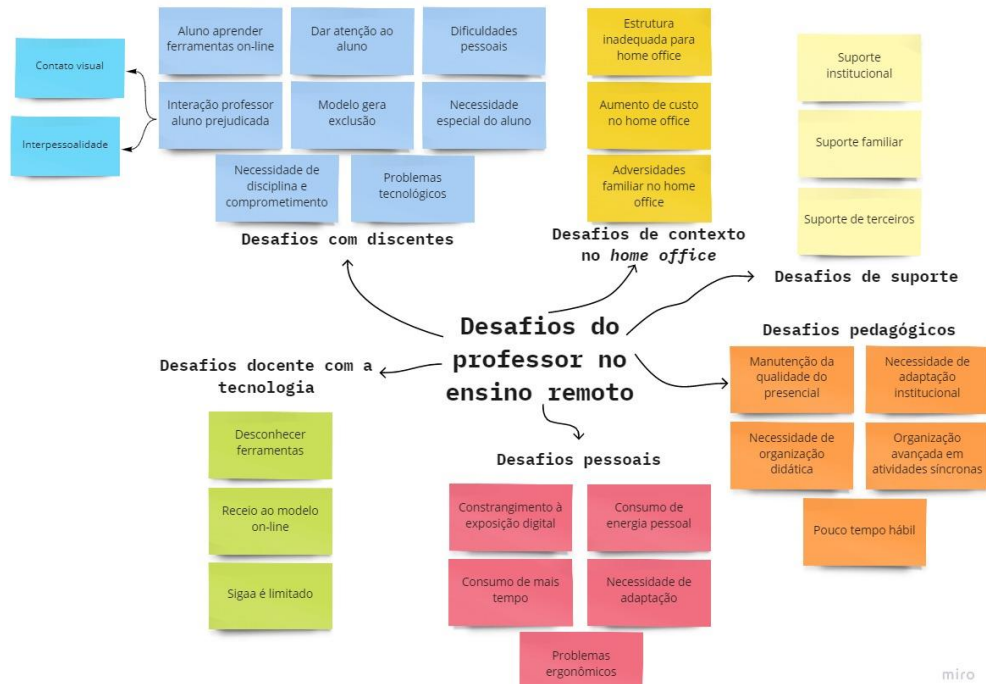 Contato visual
Interpessoalidade
Aluno aprender
ferramentas on-line
Dar atenção ao
aluno
Dificuldades
pessoais
Interação professor
aluno prejudicada
Modelo gera
exclusão
Necessidade
especial do aluno
Necessidade de
disciplina e
comprometimento
Problemas
tecnológicos
Desafios com discentes
Estrutura
inadequada para
home office
Aumento de custo
no home office
Adversidades
familiar no home
office
Desafios de contexto
no home office
Suporte
institucional
Suporte familiar
Suporte de terceiros
Desafios de suporte
Desafios do
professor no
ensino remoto
Desafios docente com a
tecnologia
Desconhecer
ferramentas
Receio ao modelo
on-line
Sigaa é limitado
Desafios pessoais
Constrangimento à
exposição digital
Consumo de
energia pessoal
Consumo de mais
tempo
Necessidade de
adaptação
Problemas
ergonômicos
Desafios pedagógicos
Manutenção da
qualidade do
presencial
Necessidade de
adaptação
institucional
Necessidade de
organização
didática
Organização
avançada em
atividades síncronas
Pouco tempo hábil
miro